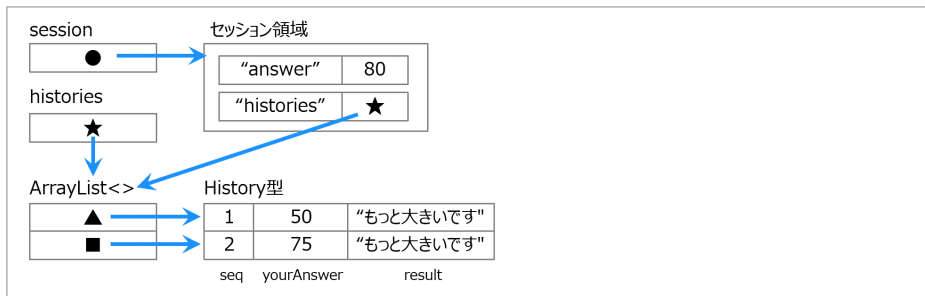 session
セッション領域
“answer” 80
histories
“histories” ★
★
ArrayList<>
History型
▲ 1 50 “もっと大きいです"
■ 2 75 “もっと大きいです"
seq yourAnswer result